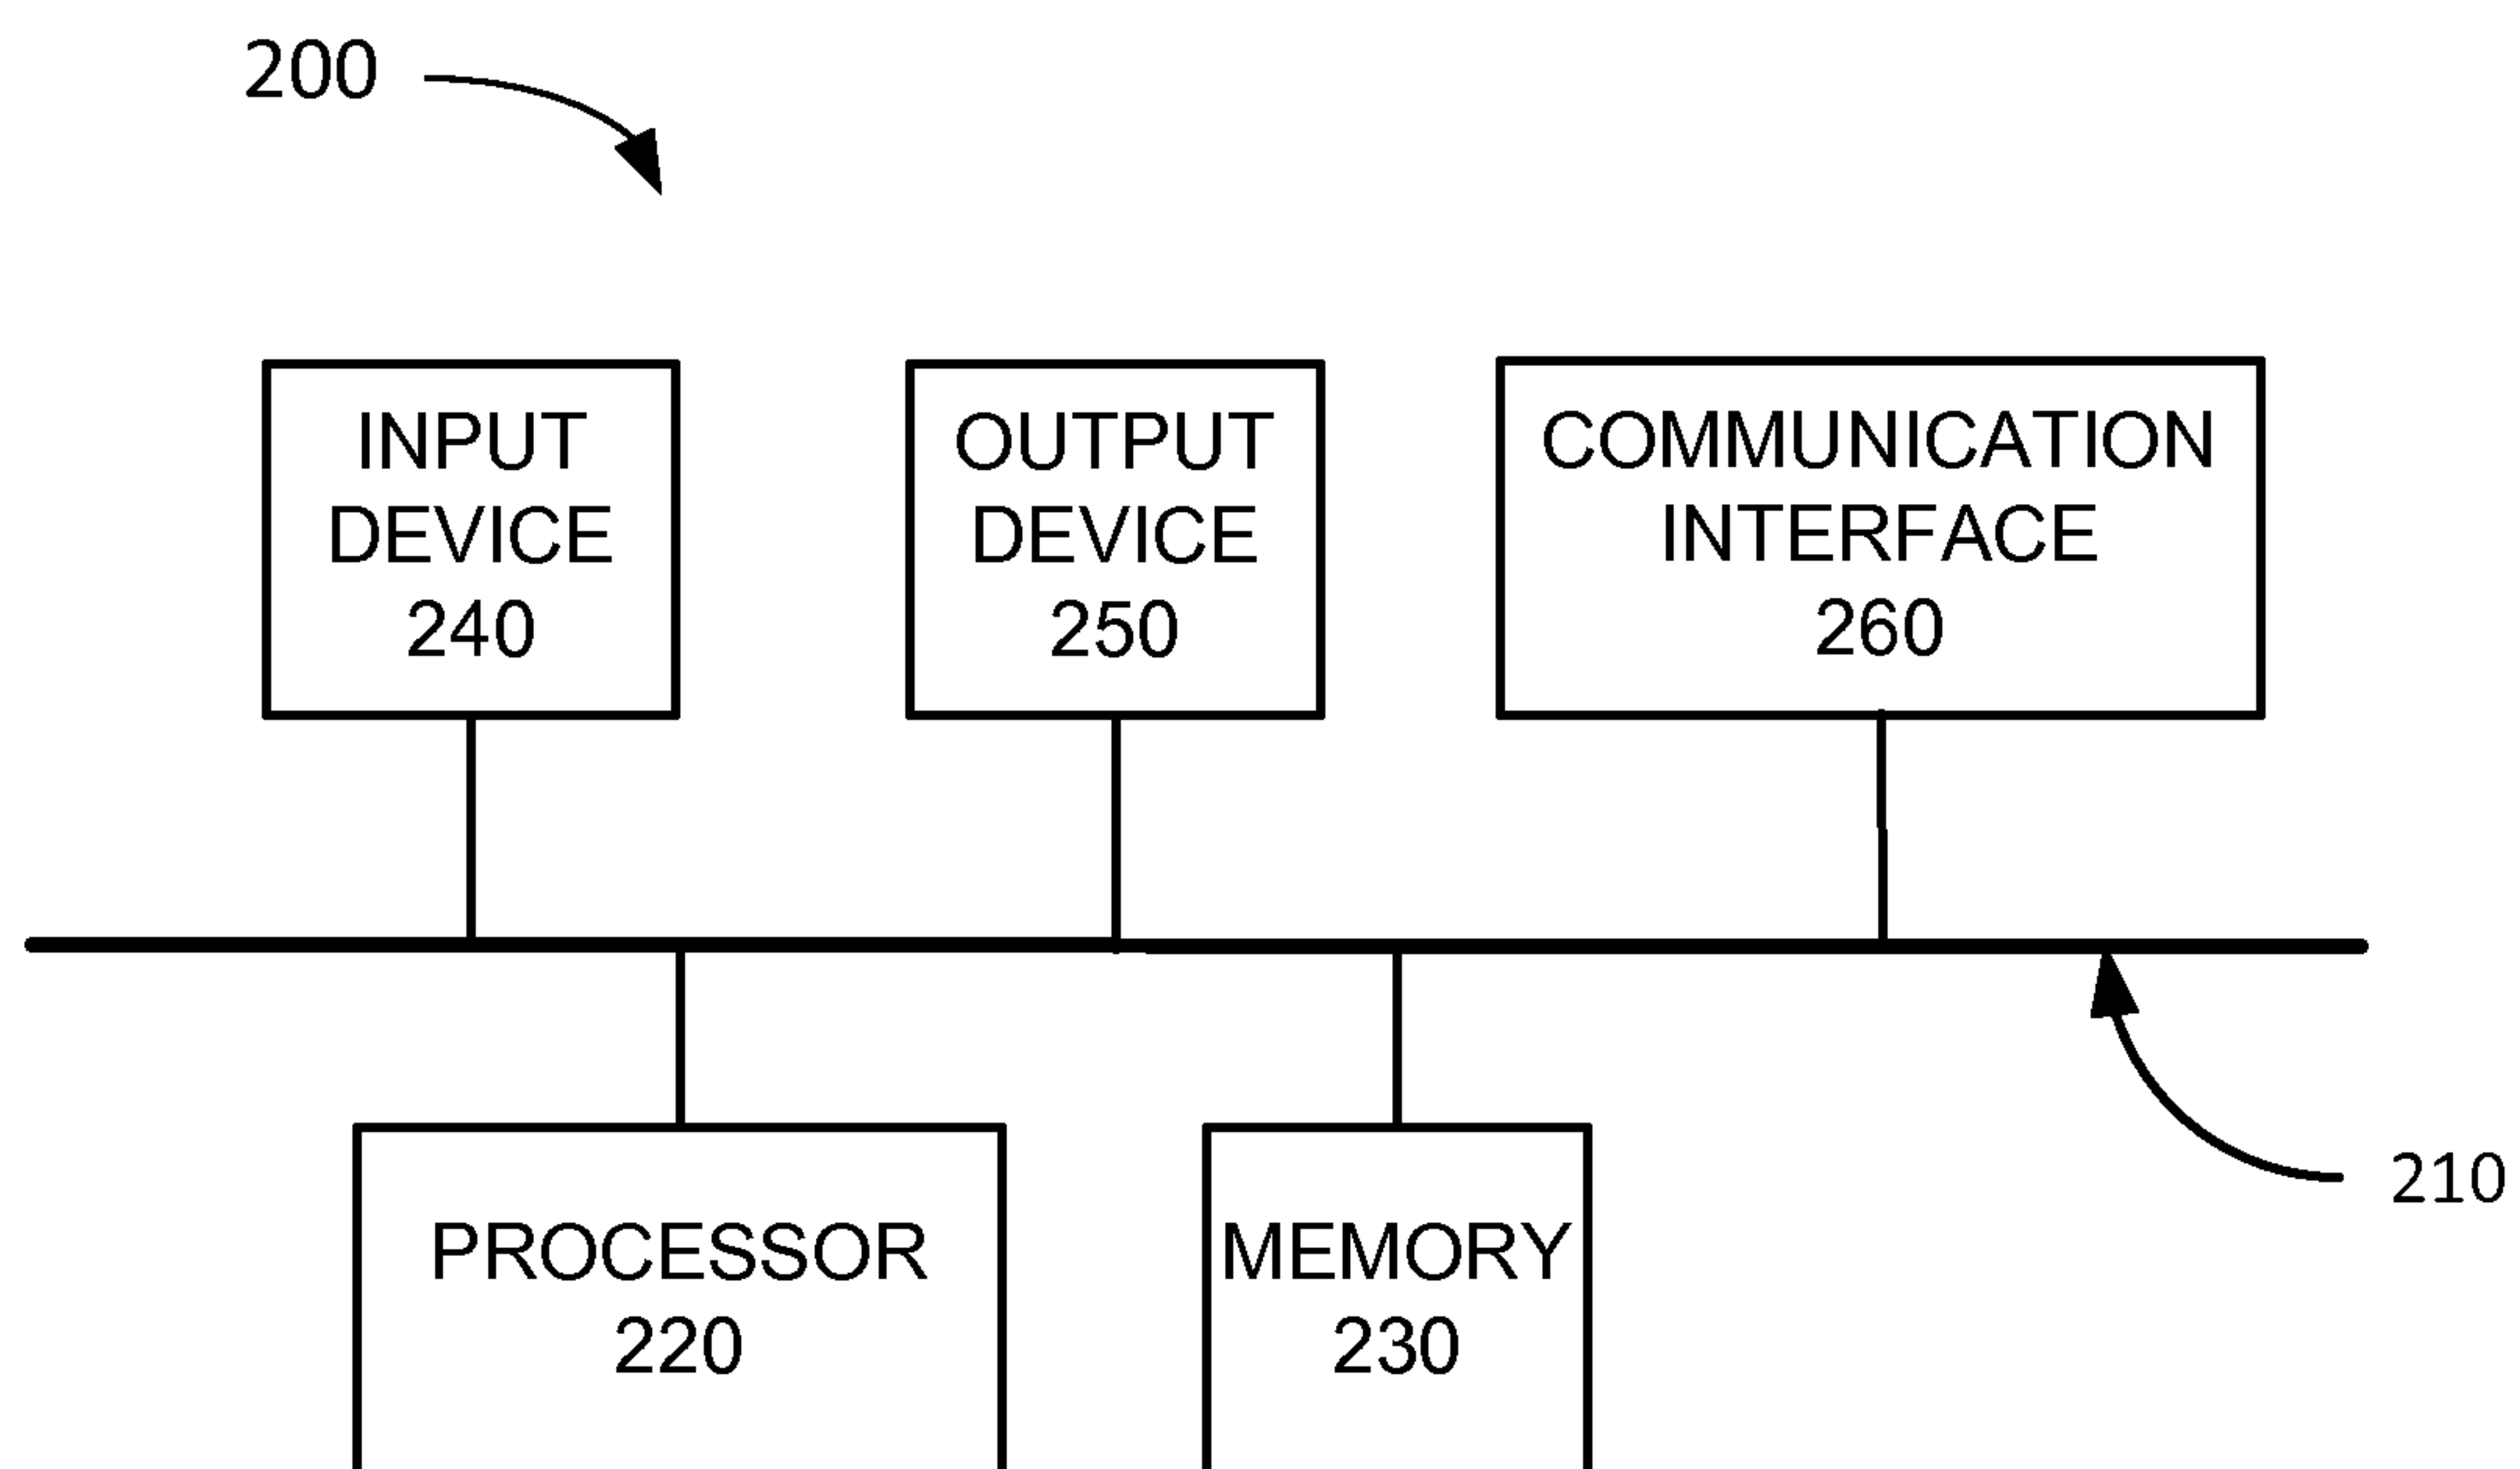 200
INPUT
DEVICE
240
OUTPUT
DEVICE
250
COMMUNICATION
INTERFACE
260
210
PROCESSOR
220
MEMORY
230